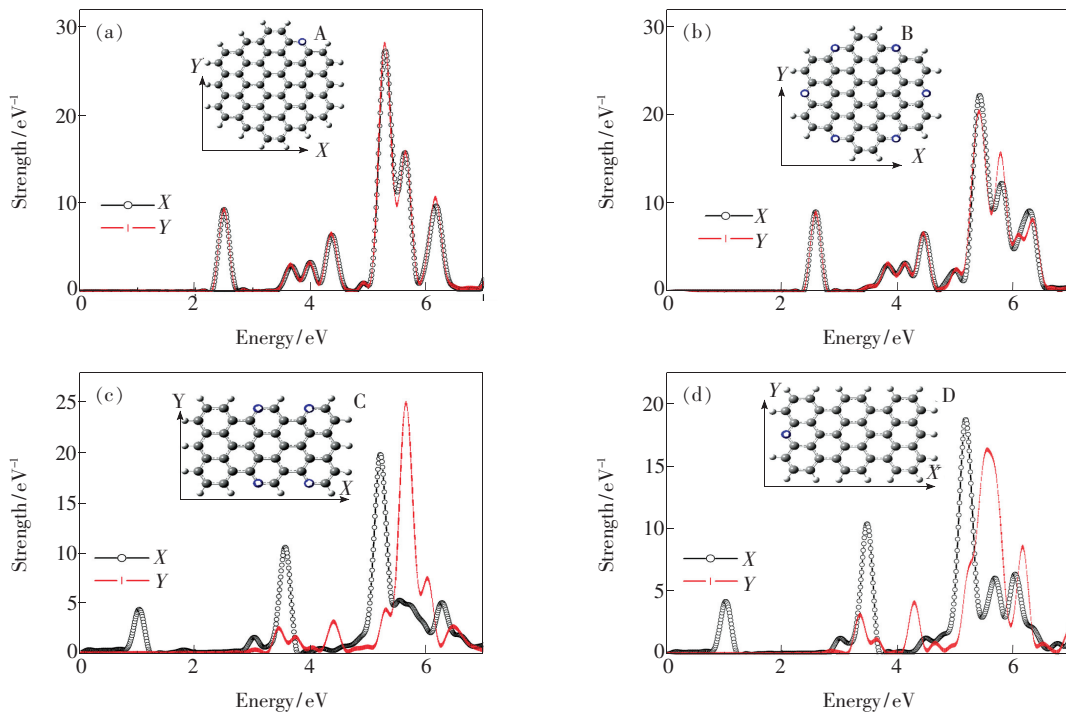 (a)
A
Y
X
30
20
10
0
Strength/eV⁻¹
X
Y
0
2
4
6
Energy/eV
(b)
B
Y
X
30
20
10
0
Strength/eV⁻¹
X
Y
0
2
4
6
Energy/eV
(c)
C
Y
X
25
20
15
10
5
0
Strength/eV⁻¹
X
Y
0
2
4
6
Energy/eV
(d)
D
Y
X
20
15
10
5
0
Strength/eV⁻¹
X
Y
0
2
4
6
Energy/eV